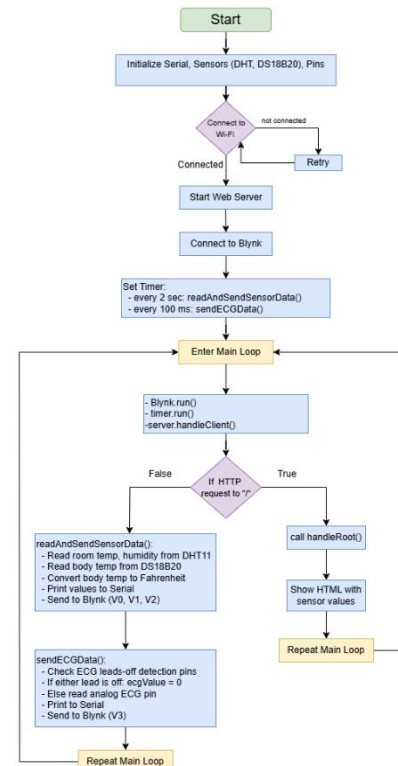 Start
Initialize Serial, Sensors (DHT, DS18B20), Pins
Connect to
Wi-Fi
not connected
Retry
Connected
Start Web Server
Connect to Blynk
Set Timer:
- every 2 sec: readAndSendSensorData()
- every 100 ms: sendECGData()
Enter Main Loop
- Blynk.run()
- timer.run()
-server.handleClient()
If HTTP
request to "/"
False
True
readAndSendSensorData():
- Read room temp, humidity from DHT11
- Read body temp from DS18B20
- Convert body temp to Fahrenheit
- Print values to Serial
- Send to Blynk (V0, V1, V2)
call handleRoot()
Show HTML with
sensor values
Repeat Main Loop
sendECGData():
- Check ECG leads-off detection pins
- If either lead is off: ecgValue = 0
- Else read analog ECG pin
- Print to Serial
- Send to Blynk (V3)
Repeat Main Loop